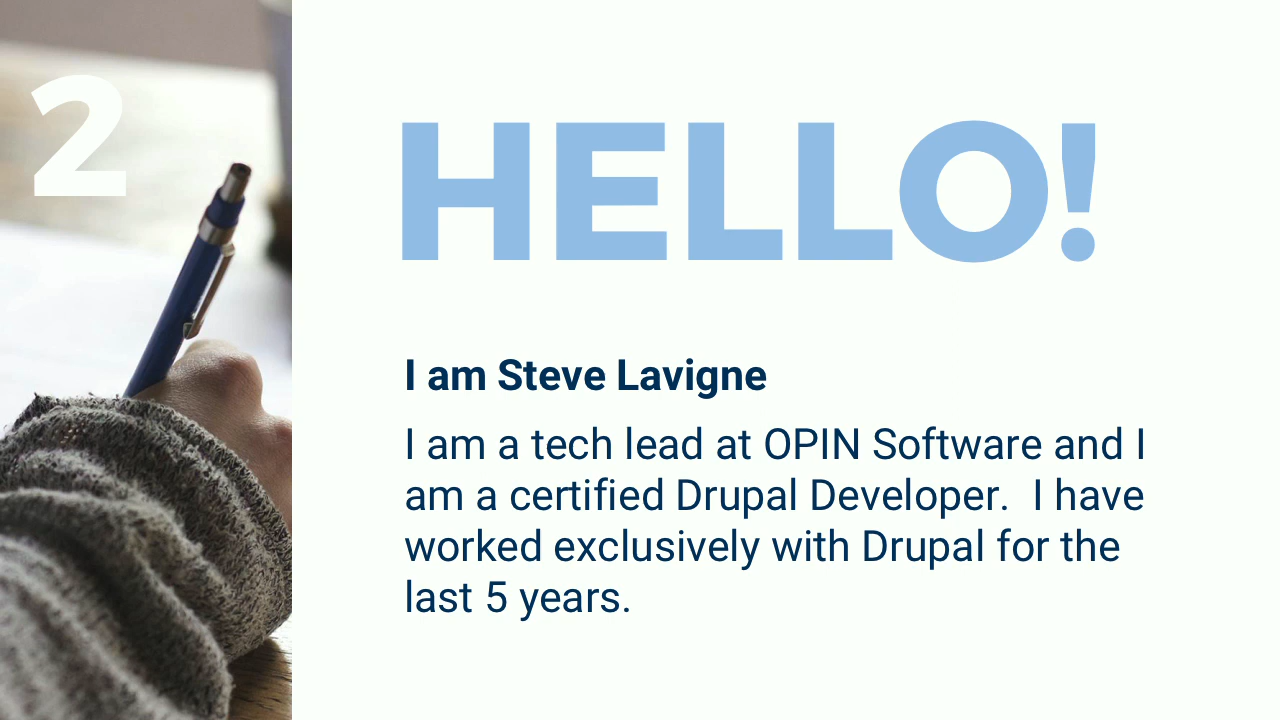 2
HELLO!
I am Steve Lavigne
I am a tech lead at OPIN Software and I
am a certified Drupal Developer.  I have
worked exclusively with Drupal for the
last 5 years.